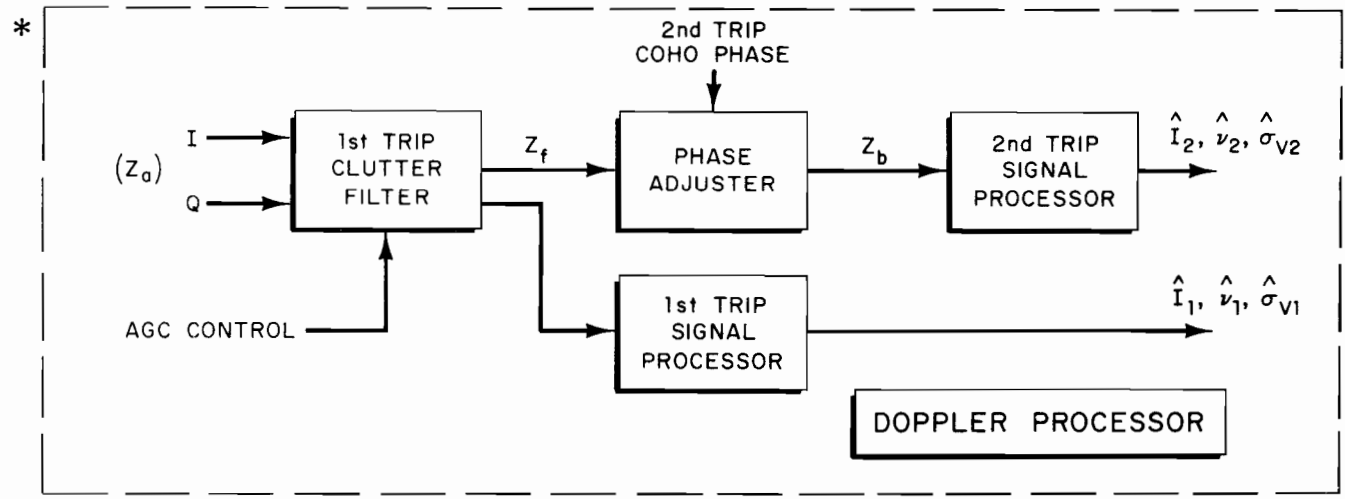 *
2nd TRIP
COHO PHASE
I
(Z_a)
Q
1st TRIP
CLUTTER
FILTER
Z_f
PHASE
ADJUSTER
Z_b
2nd TRIP
SIGNAL
PROCESSOR
Î_2, ν̂_2, σ̂_V2
AGC CONTROL
1st TRIP
SIGNAL
PROCESSOR
Î_1, ν̂_1, σ̂_V1
DOPPLER PROCESSOR